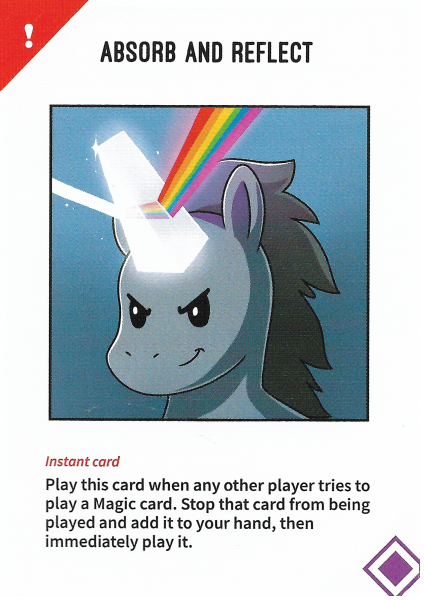 !
ABSORB AND REFLECT
Instant card
Play this card when any other player tries to
play a Magic card. Stop that card from being
played and add it to your hand, then
immediately play it.